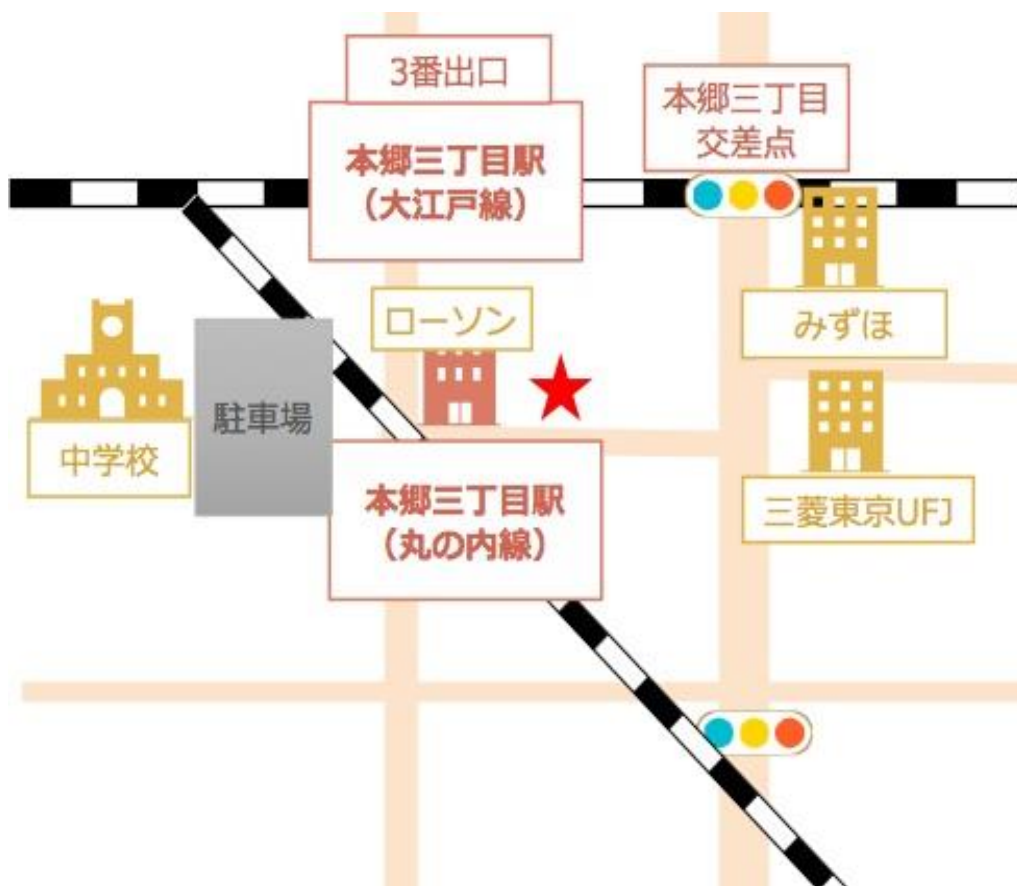 3番出口
本郷三丁目駅
（大江戸線）
本郷三丁目
交差点
ローソン
みずほ
駐車場
中学校
本郷三丁目駅
（丸の内線）
三菱東京UFJ